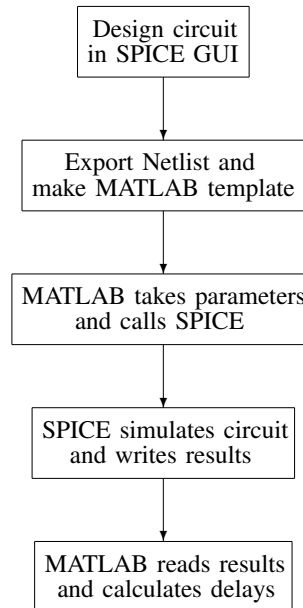 Design circuit
in SPICE GUI
Export Netlist and
make MATLAB template
MATLAB takes parameters
and calls SPICE
SPICE simulates circuit
and writes results
MATLAB reads results
and calculates delays